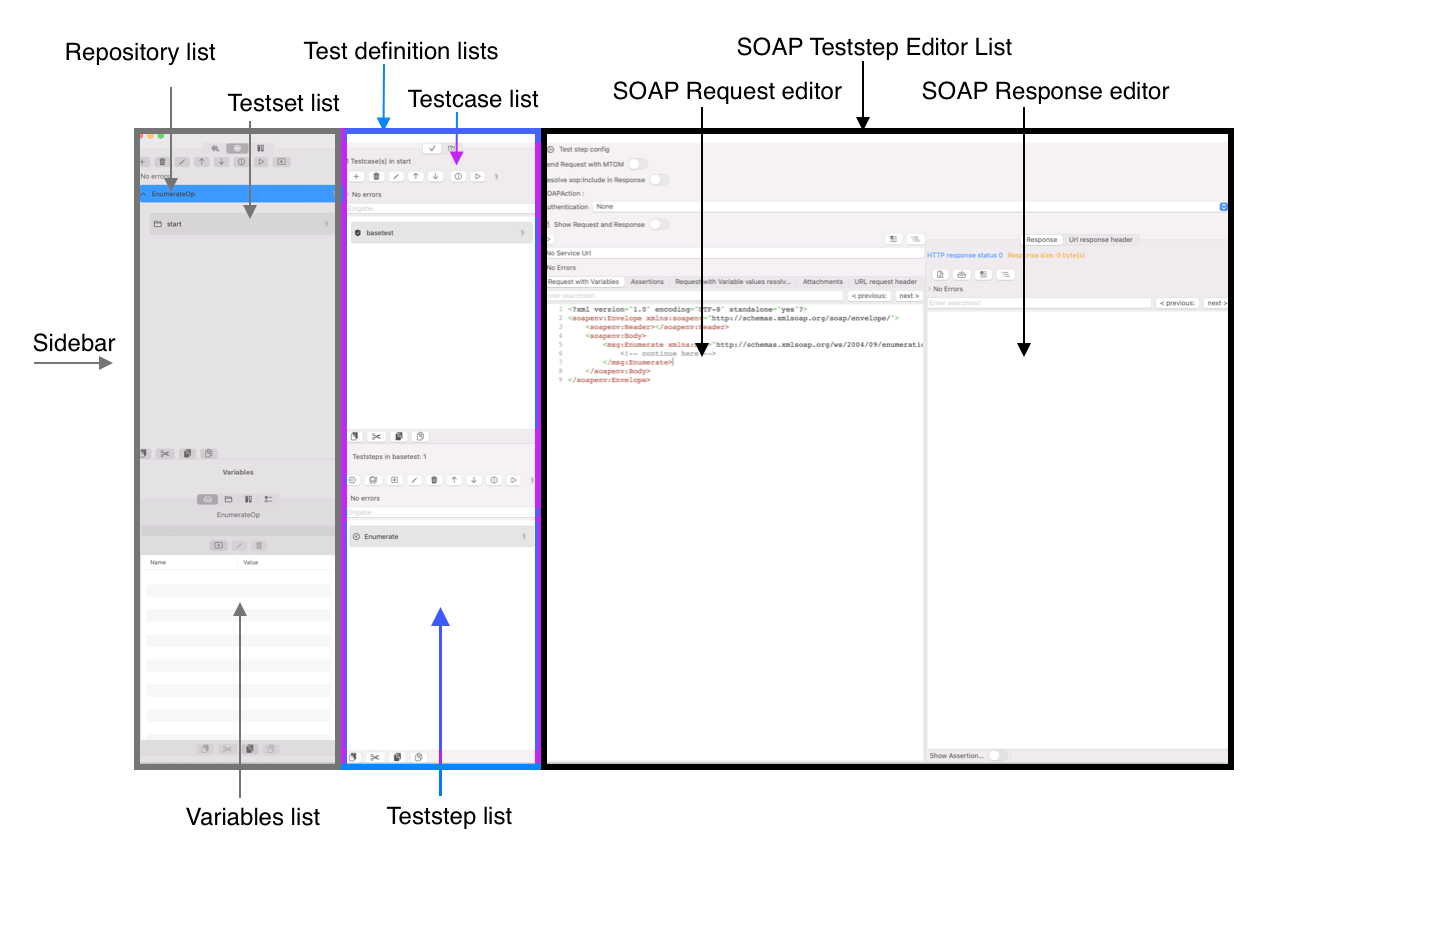 Repository list
Test definition lists
SOAP Teststep Editor List
Testset list
Testcase list
SOAP Request editor
SOAP Response editor
Sidebar
No errors
EnumerateOp
start
Variables
EnumerateOp
Name Value
Testcase(s) in start
No errors
Eingabe
basetest
Teststeps in basetest: 1
No errors
Eingabe
Enumerate
Test step config
end Request with MTOM
esolve xop:Include in Response
OAPAction :
uthentication None
Show Request and Response
No Service Url
No Errors
Request with Variables Assertions Request with Variable values resolv... Attachments URL request header
nter searchtext < previous: next >
1 <?xml version="1.0" encoding="UTF-8" standalone="yes"?>
2 <soapenv:Envelope xmlns:soapenv="http://schemas.xmlsoap.org/soap/envelope/">
3 <soapenv:Header></soapenv:Header>
4 <soapenv:Body>
5 <msg:Enumerate "http://schemas.xmlsoap.org/ws/2004/09/enumeratio
6 <!-- continue here -->
7 </msg:Enumerate>
8 </soapenv:Body>
9 </soapenv:Envelope>
Response Url response header
HTTP response status 0 Response size: 0 byte(s)
No Errors
Enter searchtext < previous: next >
Show Assertion...
Variables list
Teststep list